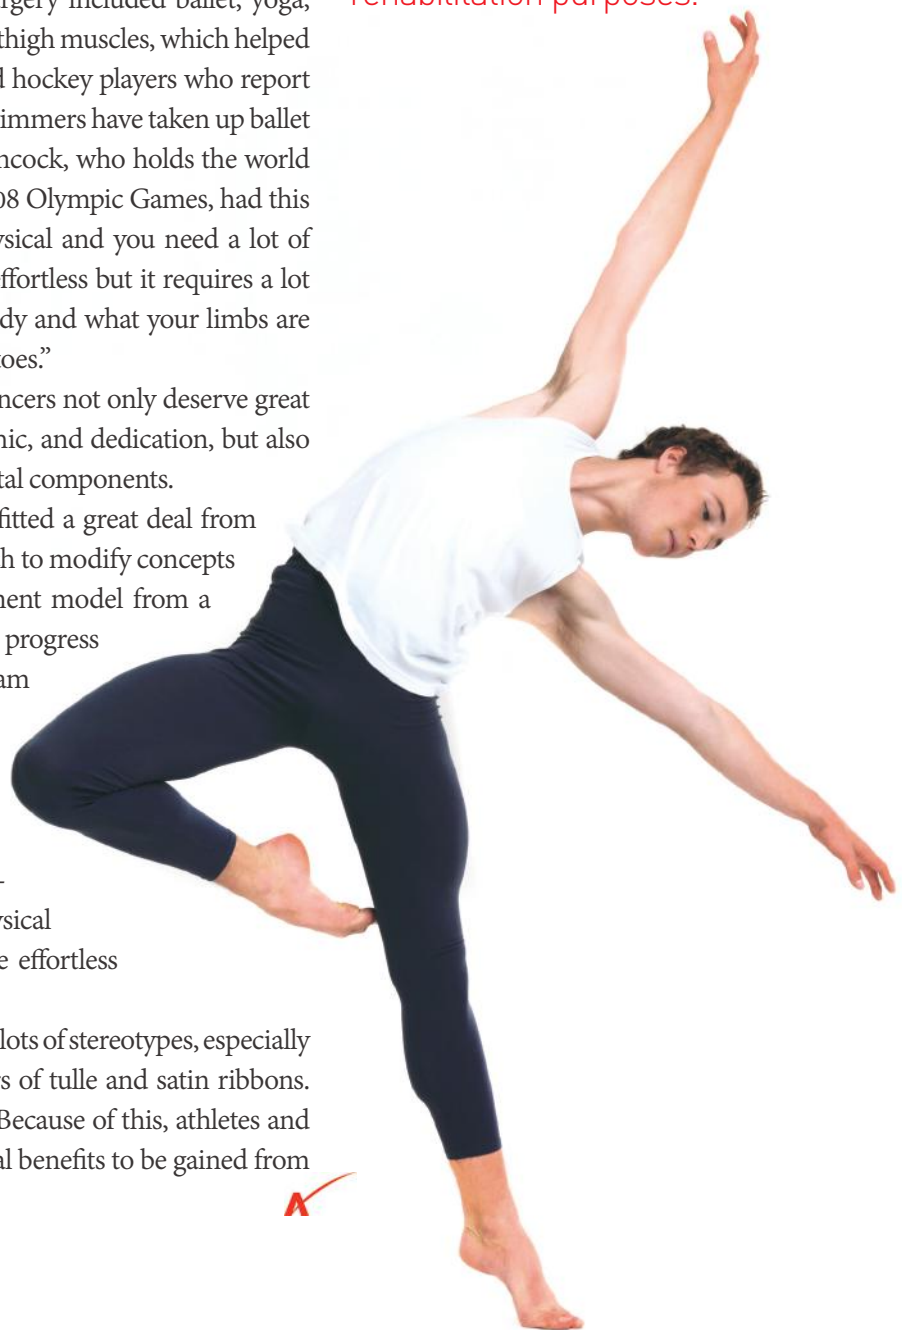 rgery included ballet, yoga,
thigh muscles, which helped
d hockey players who report
immers have taken up ballet
ncock, who holds the world
08 Olympic Games, had this
ysical and you need a lot of
effortless but it requires a lot
dy and what your limbs are
toes.”
ncers not only deserve great
nic, and dedication, but also
tal components.
fitted a great deal from
h to modify concepts
nent model from a
progress
am
-
ysical
e effortless
lots of stereotypes, especially
rs of tulle and satin ribbons.
Because of this, athletes and
al benefits to be gained from
rehabilitation purposes.